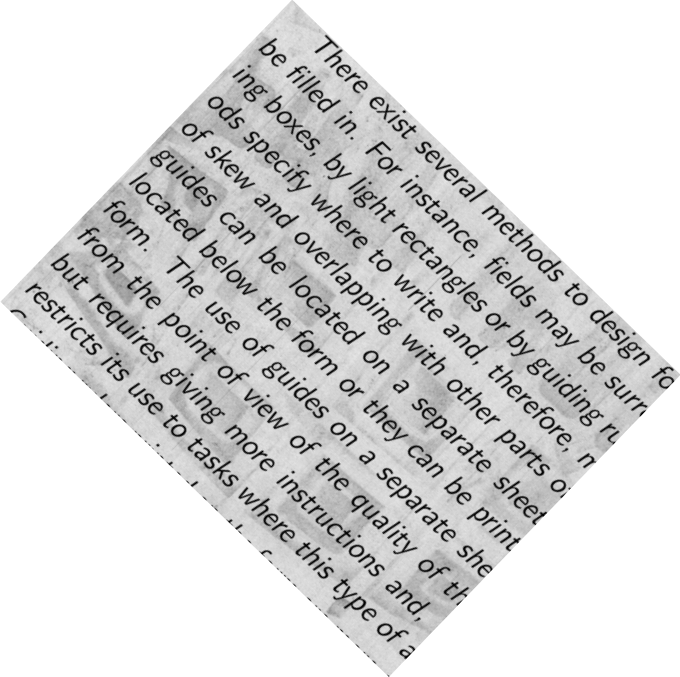 There exist several methods to design fo
be filled in. For instance, fields may be surr
ing boxes, by light rectangles or by guiding ru
ods specify where to write and, therefore, m
of skew and overlapping with other parts o
guides can be located on a separate sheet
located below the form or they can be print
form. The use of guides on a separate she
from the point of view of the quality of th
but requires giving more instructions and,
restricts its use to tasks where this type of a